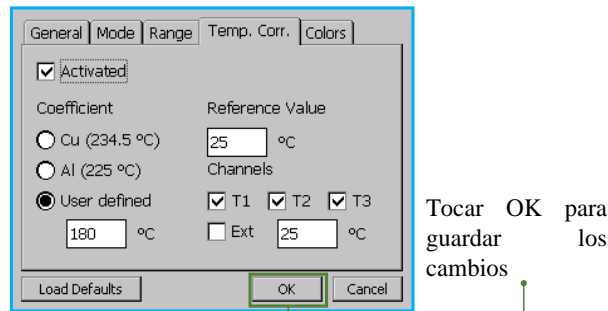 General Mode Range Temp. Corr. Colors
Activated
Coefficient Reference Value
Cu (234.5 ºC) 25 ºC
Al (225 ºC) Channels
User defined T1 T2 T3
180 ºC Ext 25 ºC
Load Defaults OK Cancel
Tocar OK para
guardar los
cambios